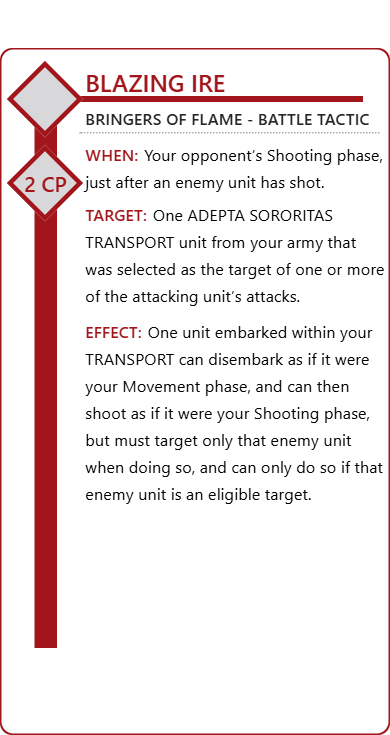 BLAZING IRE
BRINGERS OF FLAME - BATTLE TACTIC
WHEN: Your opponent's Shooting phase,
2 CP
just after an enemy unit has shot.
TARGET: One ADEPTA SORORITAS
TRANSPORT unit from your army that
was selected as the target of one or more
of the attacking unit's attacks.
EFFECT: One unit embarked within your
TRANSPORT can disembark as if it were
your Movement phase, and can then
shoot as if it were your Shooting phase,
but must target only that enemy unit
when doing so, and can only do so if that
enemy unit is an eligible target.